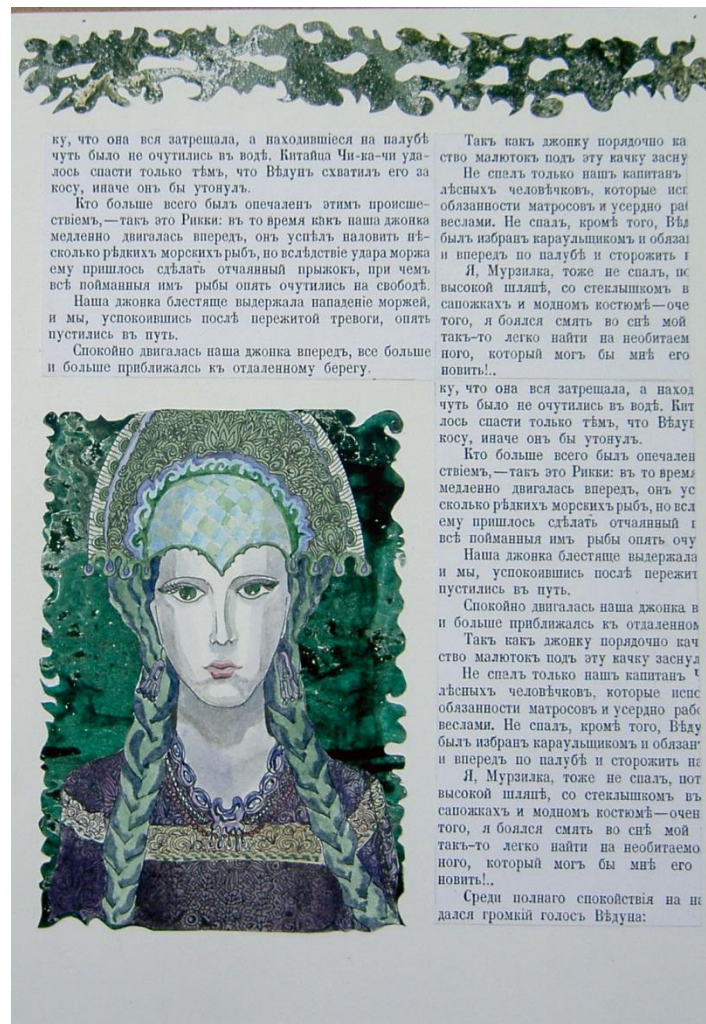 ку, что она вся затрещала, а находившіеся на палубѣ
чуть было не очутились въ водѣ. Китайца Чи-ка-чи уда-
лось спасти только тѣмъ, что Вѣдунъ схватилъ его за
косу, иначе онъ бы утонулъ.
Кто больше всего былъ опечаленъ этимъ происше-
ствіемъ,—такъ это Рикки: въ то время какъ наша джонка
медленно двигалась впередъ, онъ успѣлъ наловить нѣ-
сколько рѣдкихъ морскихъ рыбъ, но вслѣдствіе удара моржа
ему пришлось сдѣлать отчаянный прыжокъ, при чемъ
всѣ пойманныя имъ рыбы опять очутились на свободѣ.
Наша джонка блестяще выдержала нападеніе моржей,
и мы, успокоившись послѣ пережитой тревоги, опять
пустились въ путь.
Спокойно двигалась наша джонка впередъ, все больше
и больше приближаясь къ отдаленному берегу.
Такъ какъ джонку порядочно ка
ство малютокъ подъ эту качку засну
Не спалъ только нашъ капитанъ
лѣсныхъ человѣчковъ, которые исп
обязанности матросовъ и усердно раб
веслами. Не спалъ, кромѣ того, Вѣд
былъ избранъ караульщикомъ и обязан
и впередъ по палубѣ и сторожить
Я, Мурзилка, тоже не спалъ, по
высокой шляпѣ, со стеклышкомъ в
сапожкахъ и модномъ костюмѣ—оче
того, я боялся смять во снѣ мой
такъ-то легко найти на необитаем
ного, который могъ бы мнѣ его
новить!..
ку, что она вся затрещала, а наход
чуть было не очутились въ водѣ. Кит
лось спасти только тѣмъ, что Вѣдун
косу, иначе онъ бы утонулъ.
Кто больше всего былъ опечален
ствіемъ,—такъ это Рикки: въ то время
медленно двигалась впередъ, онъ ус
сколько рѣдкихъ морскихъ рыбъ, но всл
ему пришлось сдѣлать отчаянный
всѣ пойманныя имъ рыбы опять очу
Наша джонка блестяще выдержала
и мы, успокоившись послѣ пережит
пустились въ путь.
Спокойно двигалась наша джонка в
и больше приближаясь къ отдаленном
Такъ какъ джонку порядочно кач
ство малютокъ подъ эту качку заснул
Не спалъ только нашъ капитанъ Ч
лѣсныхъ человѣчковъ, которые испо
обязанности матросовъ и усердно рабо
веслами. Не спалъ, кромѣ того, Вѣду
былъ избранъ караульщикомъ и обязан
и впередъ по палубѣ и сторожить на
Я, Мурзилка, тоже не спалъ, пот
высокой шляпѣ, со стеклышкомъ въ
сапожкахъ и модномъ костюмѣ—очен
того, я боялся смять во снѣ мой
такъ-то легко найти на необитаемо
ного, который могъ бы мнѣ его
новить!..
Среди полнаго спокойствія на на
дался громкій голосъ Вѣдуна: